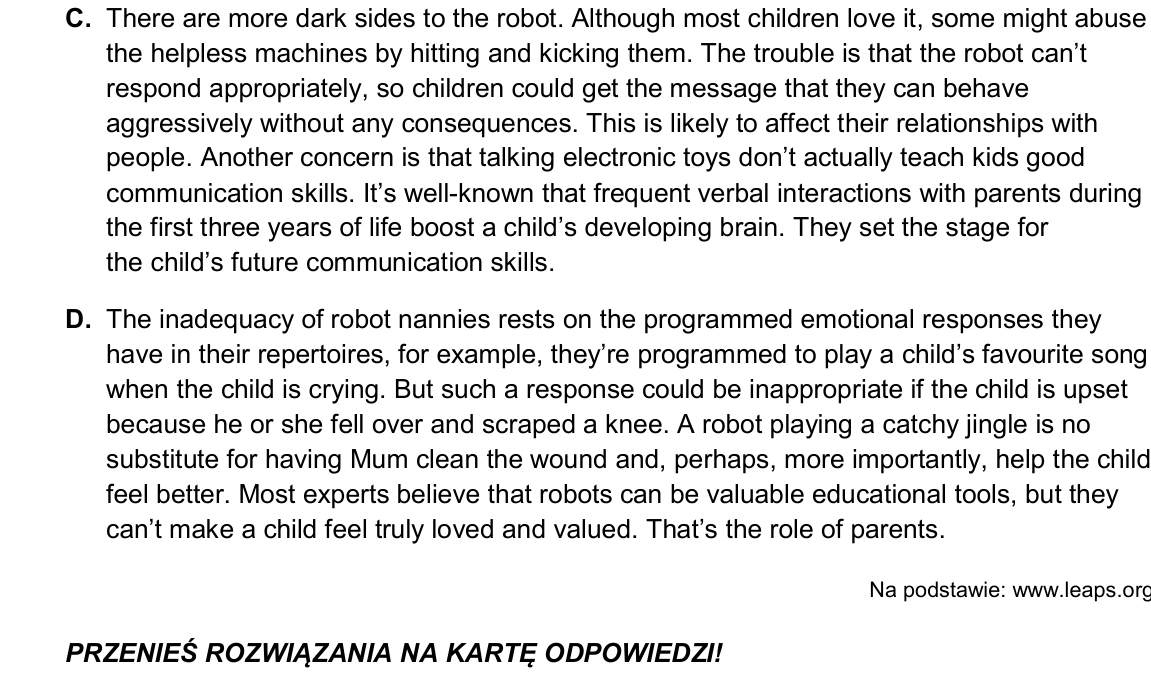 C. There are more dark sides to the robot. Although most children love it, some might abuse
the helpless machines by hitting and kicking them. The trouble is that the robot can’t
respond appropriately, so children could get the message that they can behave
aggressively without any consequences. This is likely to affect their relationships with
people. Another concern is that talking electronic toys don’t actually teach kids good
communication skills. It’s well-known that frequent verbal interactions with parents during
the first three years of life boost a child’s developing brain. They set the stage for
the child’s future communication skills.
D. The inadequacy of robot nannies rests on the programmed emotional responses they
have in their repertoires, for example, they’re programmed to play a child’s favourite song
when the child is crying. But such a response could be inappropriate if the child is upset
because he or she fell over and scraped a knee. A robot playing a catchy jingle is no
substitute for having Mum clean the wound and, perhaps, more importantly, help the child
feel better. Most experts believe that robots can be valuable educational tools, but they
can’t make a child feel truly loved and valued. That’s the role of parents.
Na podstawie: www.leaps.org
PRZENIEŚ ROZWIĄZANIA NA KARTĘ ODPOWIEDZI!